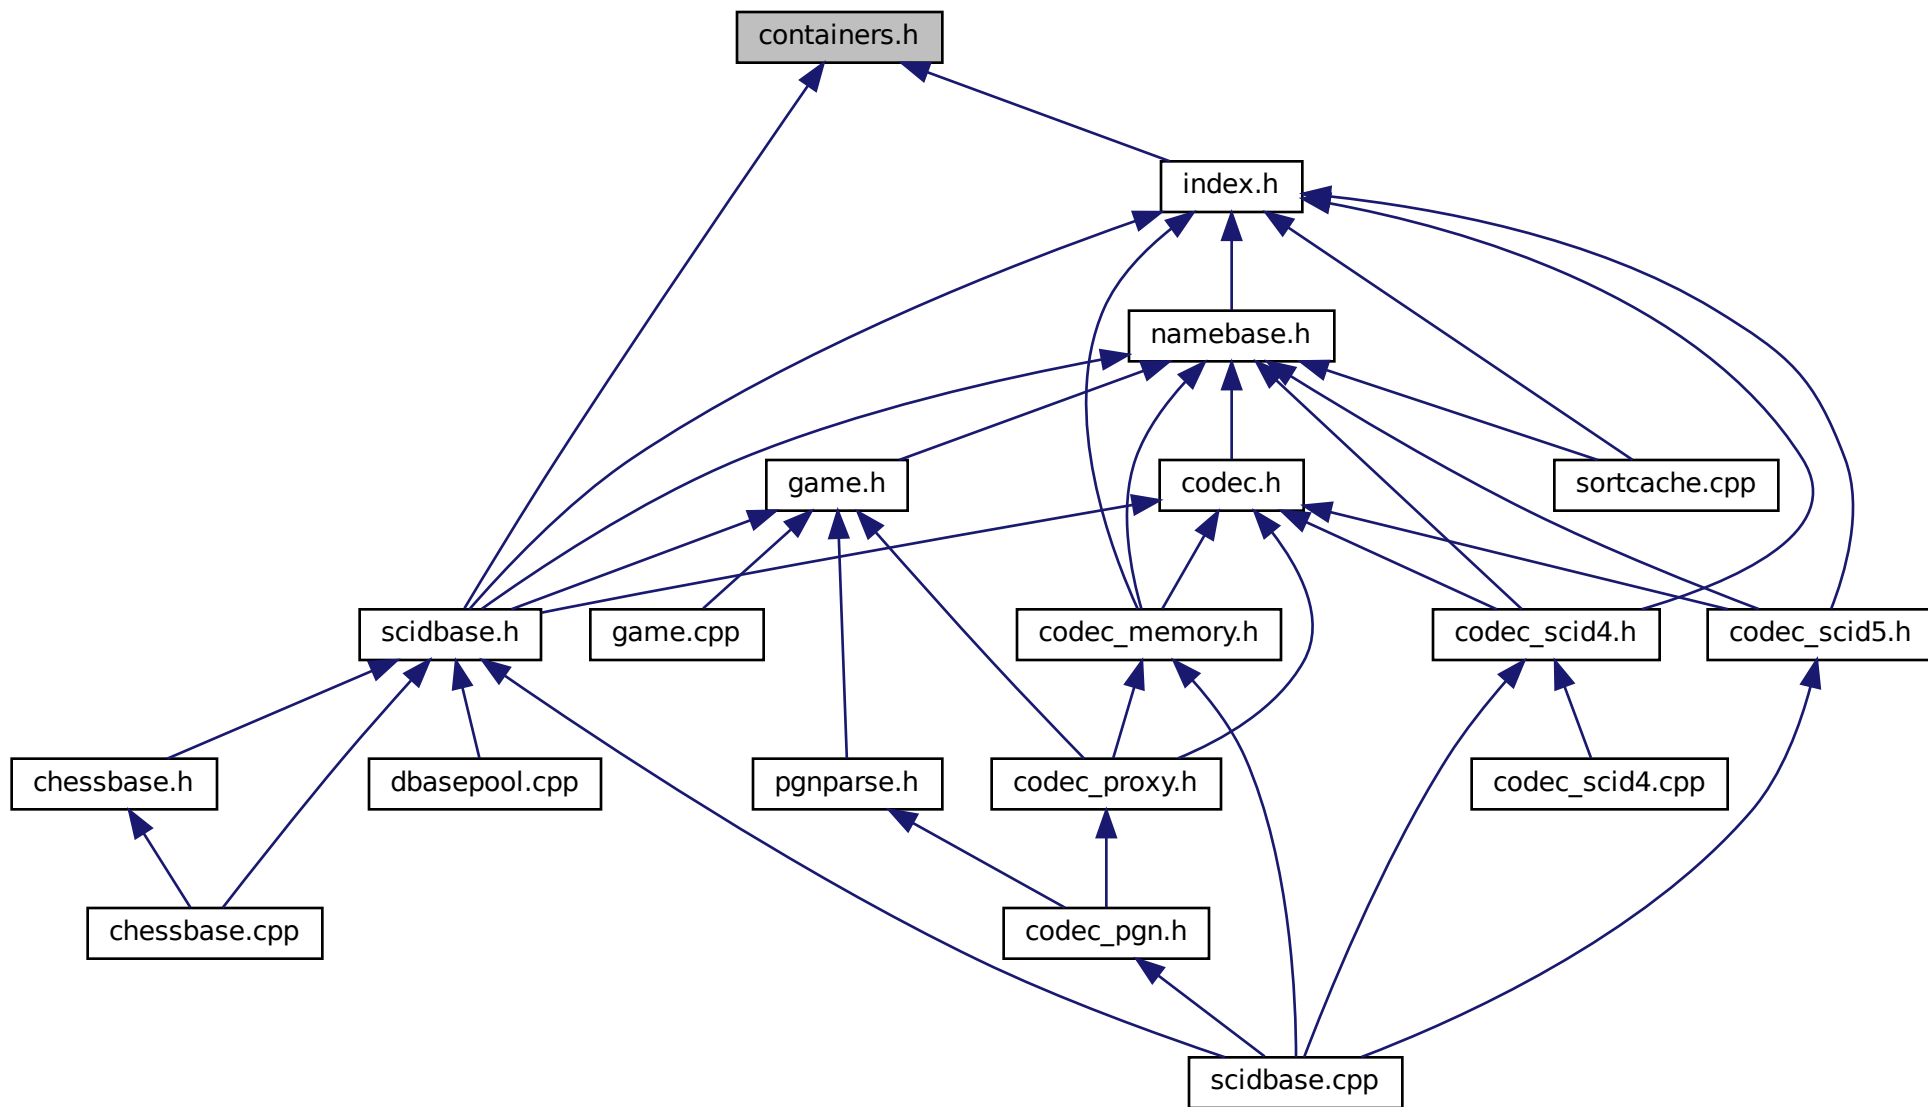 containers.h
index.h
namebase.h
game.h
codec.h
sortcache.cpp
scidbase.h
game.cpp
codec_memory.h
codec_scid4.h
codec_scid5.h
chessbase.h
dbasepool.cpp
pgnparse.h
codec_proxy.h
codec_scid4.cpp
chessbase.cpp
codec_pgn.h
scidbase.cpp